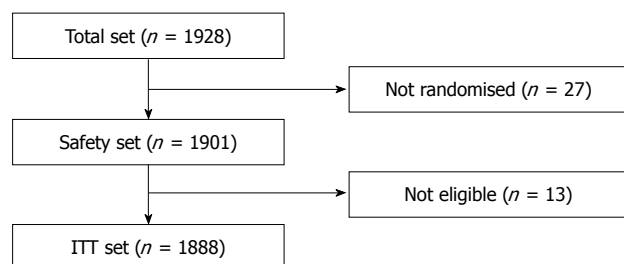 Total set (n = 1928)
Not randomised (n = 27)
Safety set (n = 1901)
Not eligible (n = 13)
ITT set (n = 1888)